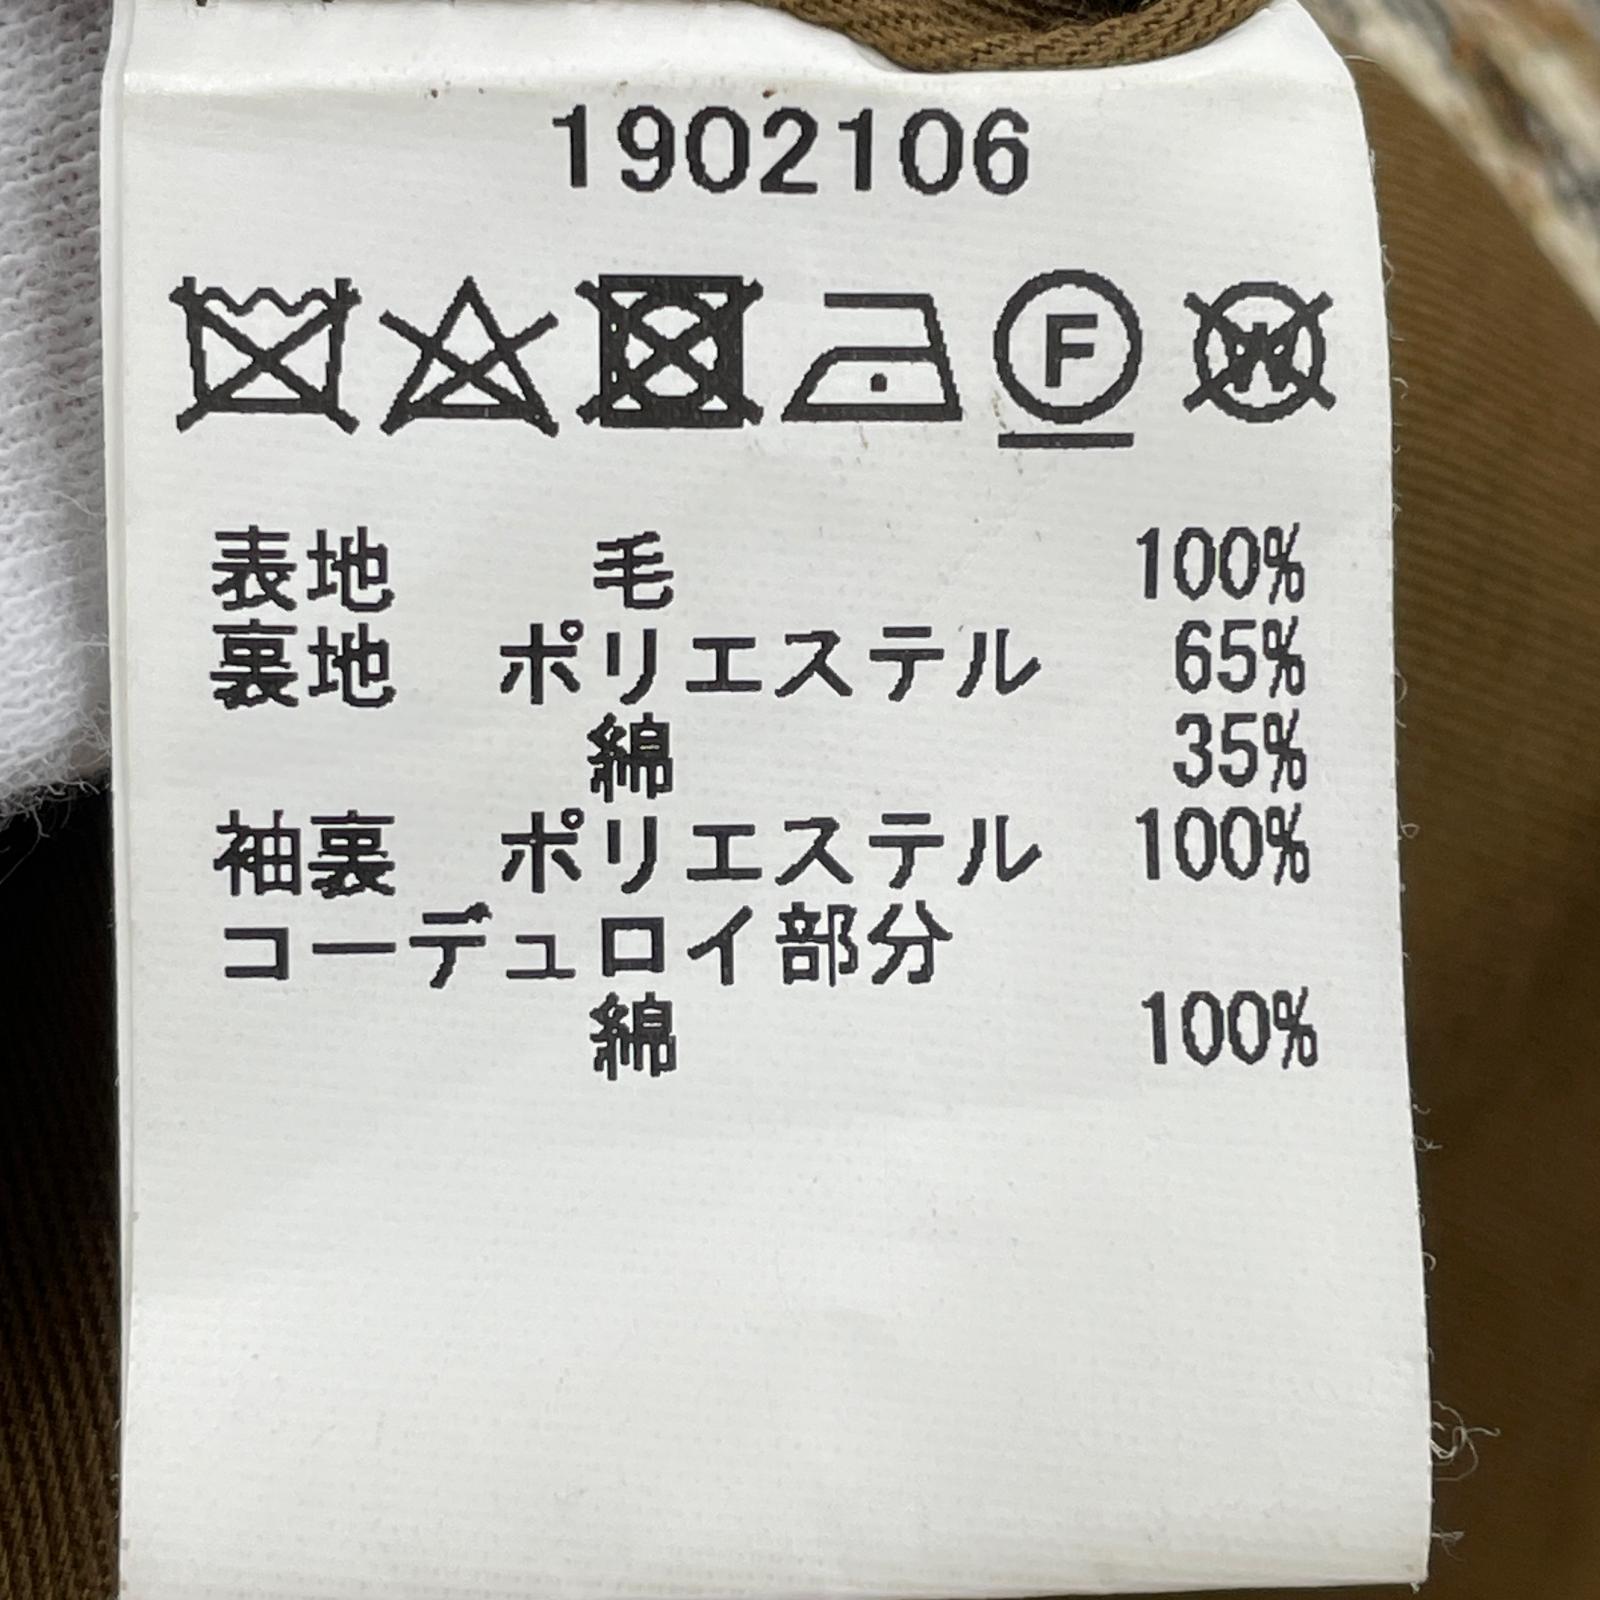 1902106
F
W
表地 毛 100%
裏地 ポリエステル 65%
綿 35%
袖裏 ポリエステル 100%
コーデュロイ部分
綿 100%